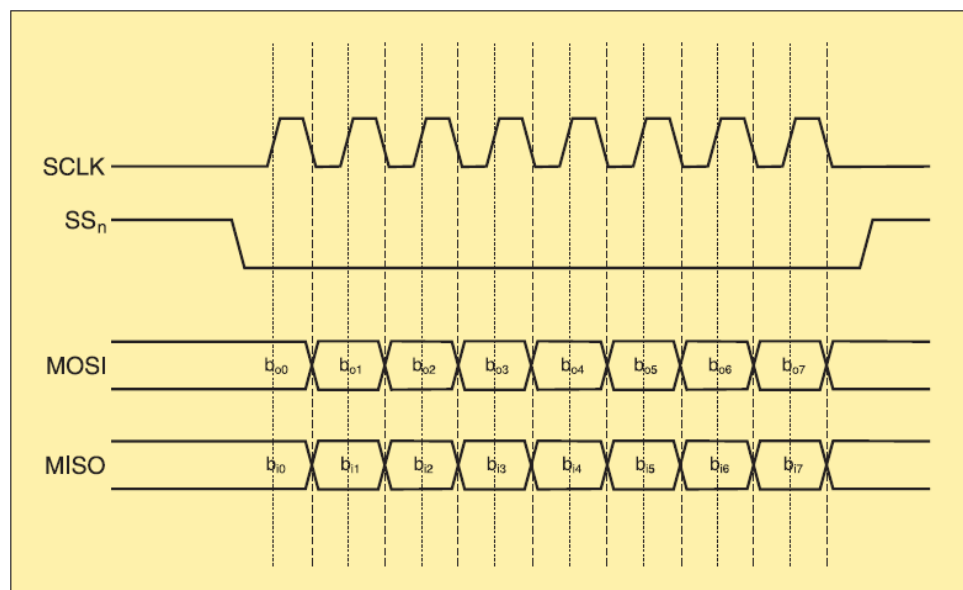 SCLK
SSₙ
MOSI bₒ₀ bₒ₁ bₒ₂ bₒ₃ bₒ₄ bₒ₅ bₒ₆ bₒ₇
MISO bᵢ₀ bᵢ₁ bᵢ₂ bᵢ₃ bᵢ₄ bᵢ₅ bᵢ₆ bᵢ₇